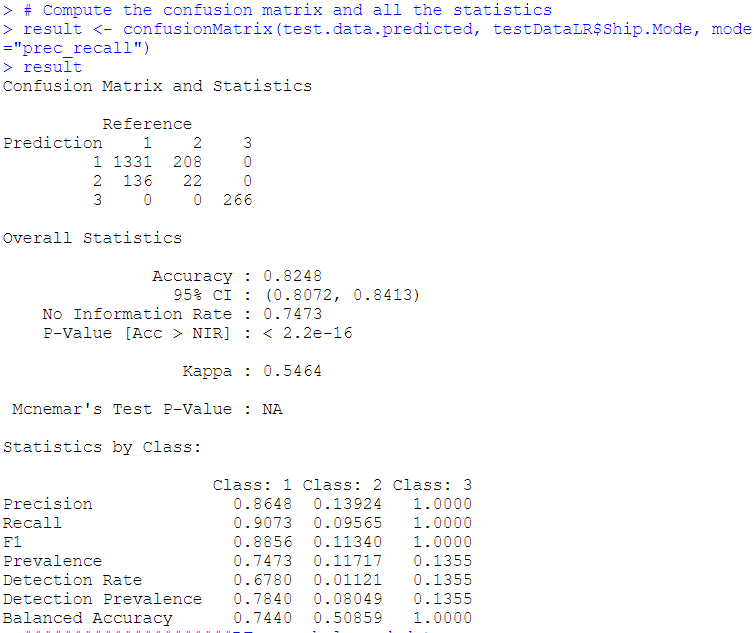 > # Compute the confusion matrix and all the statistics
> result <- confusionMatrix(test.data.predicted, testDataLR$Ship.Mode, mode
="prec_recall")
> result
Confusion Matrix and Statistics

          Reference
Prediction    1    2    3
         1 1331  208    0
         2  136   22    0
         3    0    0  266

Overall Statistics

               Accuracy : 0.8248
                 95% CI : (0.8072, 0.8413)
    No Information Rate : 0.7473
    P-Value [Acc > NIR] : < 2.2e-16

                  Kappa : 0.5464

 Mcnemar's Test P-Value : NA

Statistics by Class:

                     Class: 1 Class: 2 Class: 3
Precision              0.8648  0.13924   1.0000
Recall                 0.9073  0.09565   1.0000
F1                     0.8856  0.11340   1.0000
Prevalence             0.7473  0.11717   0.1355
Detection Rate         0.6780  0.01121   0.1355
Detection Prevalence   0.7840  0.08049   0.1355
Balanced Accuracy      0.7440  0.50859   1.0000